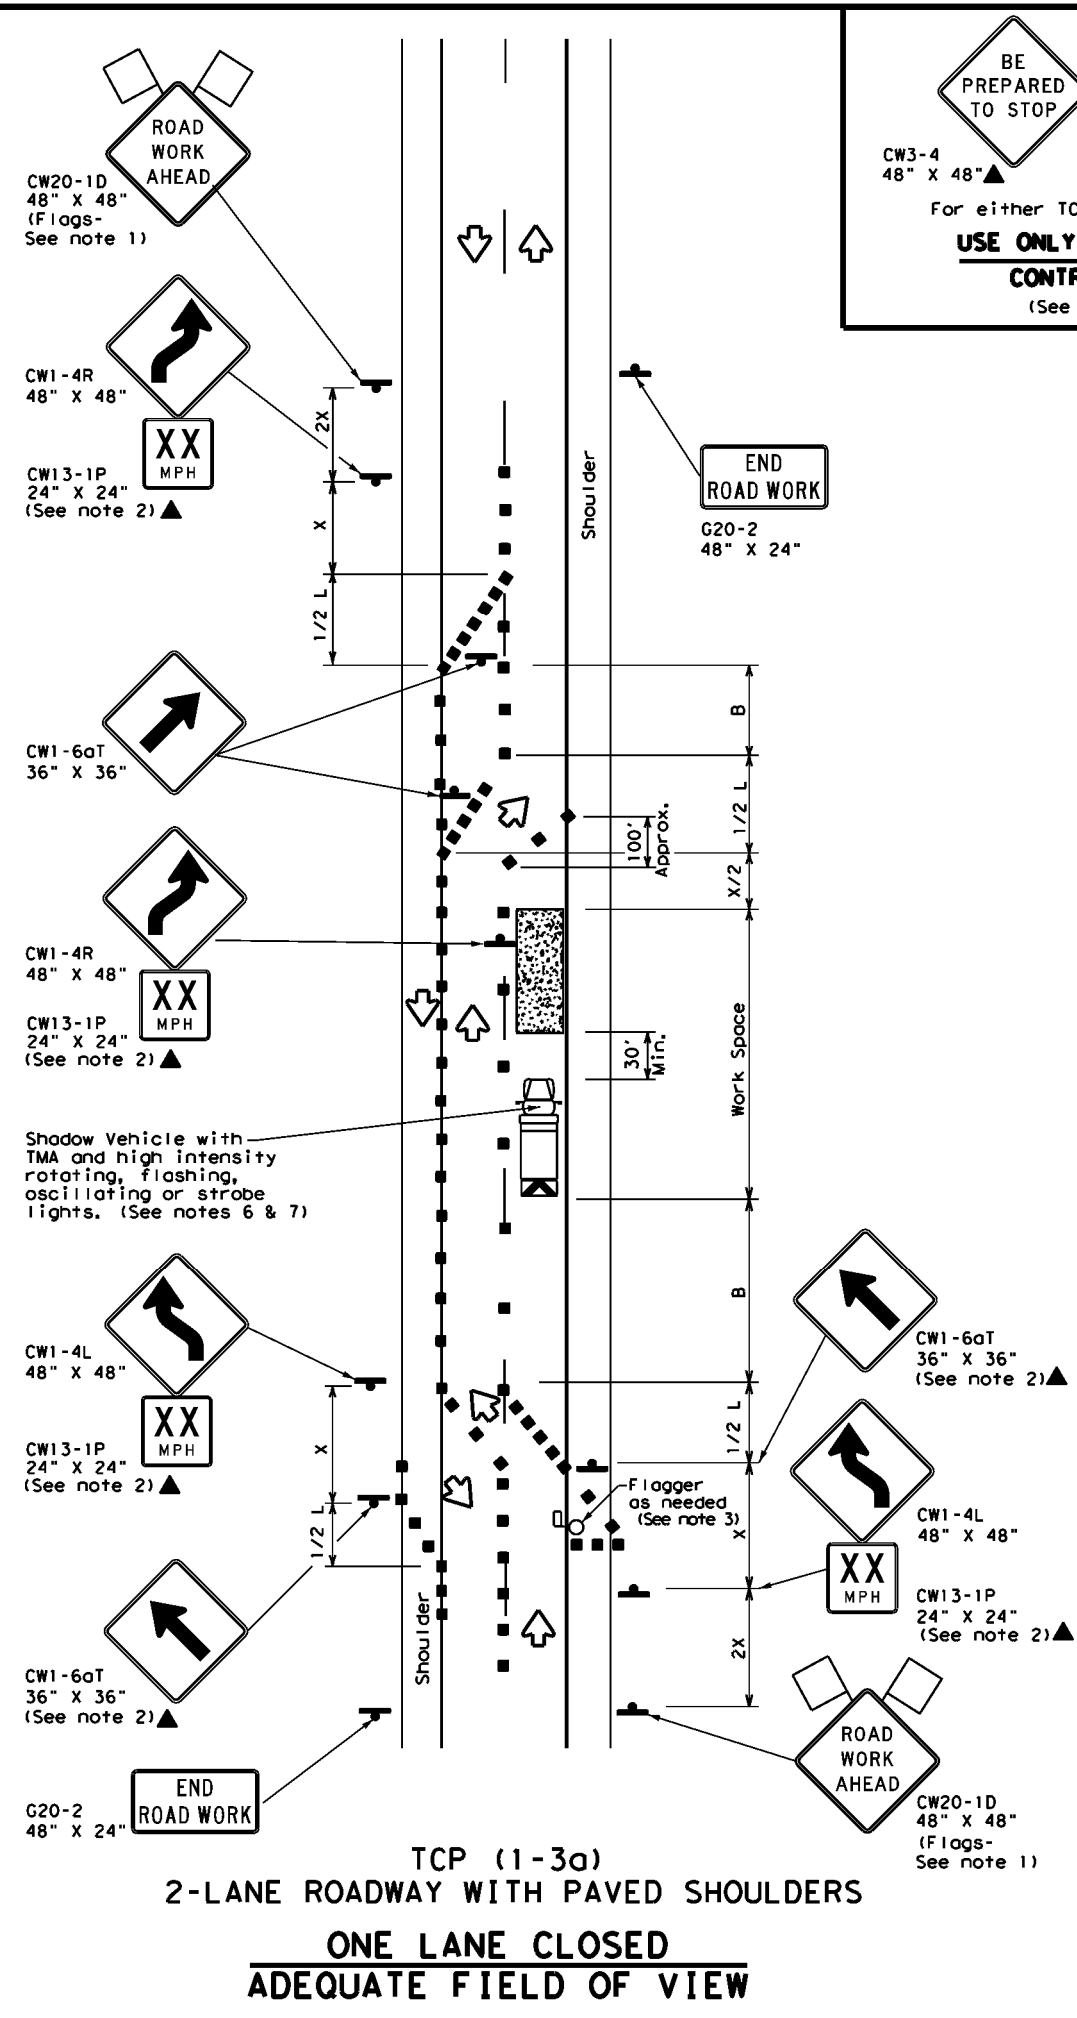 BE
PREPARED
TO STOP
CW3-4
48" X 48"
For either TC
USE ONLY
CONTR
(See
ROAD
WORK
AHEAD
CW20-1D
48" X 48"
(Flags-
See note 1)
CW1-4R
48" X 48"
XX
MPH
CW13-1P
24" X 24"
(See note 2)
2X
X
1/2 L
Shoulder
END
ROAD WORK
G20-2
48" X 24"
CW1-6aT
36" X 36"
B
1/2 L
100'
Approx.
X/2
CW1-4R
48" X 48"
XX
MPH
CW13-1P
24" X 24"
(See note 2)
30'
Min.
Work Space
Shadow Vehicle with
TMA and high intensity
rotating, flashing,
oscillating or strobe
lights. (See notes 6 & 7)
B
CW1-4L
48" X 48"
XX
MPH
CW13-1P
24" X 24"
(See note 2)
X
1/2 L
CW1-6aT
36" X 36"
(See note 2)
1/2 L
Flagger
as needed
(See note 3)
X
CW1-4L
48" X 48"
XX
MPH
CW13-1P
24" X 24"
(See note 2)
2X
Shoulder
CW1-6aT
36" X 36"
(See note 2)
END
ROAD WORK
G20-2
48" X 24"
ROAD
WORK
AHEAD
CW20-1D
48" X 48"
(Flags-
See note 1)
TCP (1-3a)
2-LANE ROADWAY WITH PAVED SHOULDERS
ONE LANE CLOSED
ADEQUATE FIELD OF VIEW